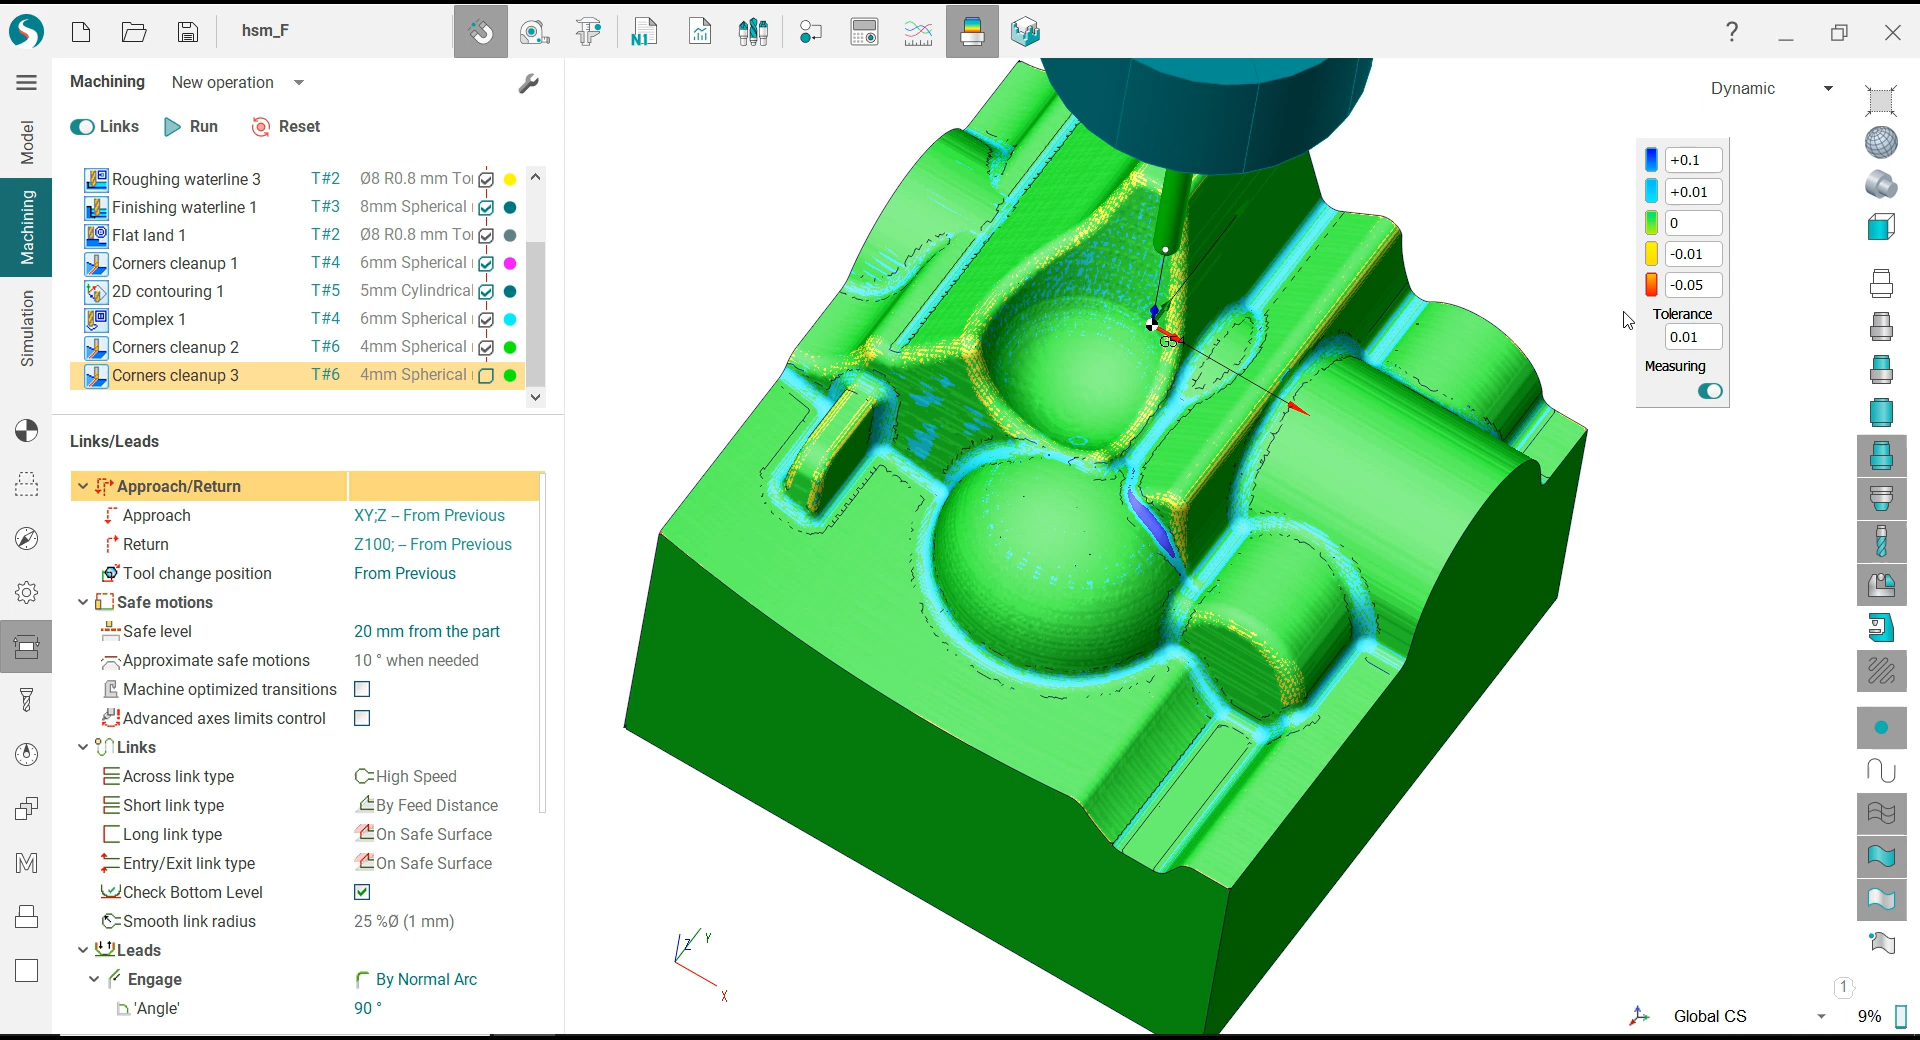 hsm_F
N1
?
Machining New operation
Links Run Reset
Model
Machining
Simulation
Roughing waterline 3 T#2 Ø8 R0.8 mm Tor
Finishing waterline 1 T#3 8mm Spherical
Flat land 1 T#2 Ø8 R0.8 mm Tor
Corners cleanup 1 T#4 6mm Spherical
2D contouring 1 T#5 5mm Cylindrical
Complex 1 T#4 6mm Spherical
Corners cleanup 2 T#6 4mm Spherical
Corners cleanup 3 T#6 4mm Spherical
Links/Leads
Approach/Return
Approach XY;Z – From Previous
Return Z100; – From Previous
Tool change position From Previous
Safe motions
Safe level 20 mm from the part
Approximate safe motions 10 ° when needed
Machine optimized transitions
Advanced axes limits control
Links
Across link type High Speed
Short link type By Feed Distance
Long link type On Safe Surface
Entry/Exit link type On Safe Surface
Check Bottom Level
Smooth link radius 25 %Ø (1 mm)
Leads
Engage By Normal Arc
'Angle' 90 °
Dynamic
+0.1
+0.01
0
-0.01
-0.05
Tolerance
0.01
Measuring
Z Y
X
1
Global CS 9%